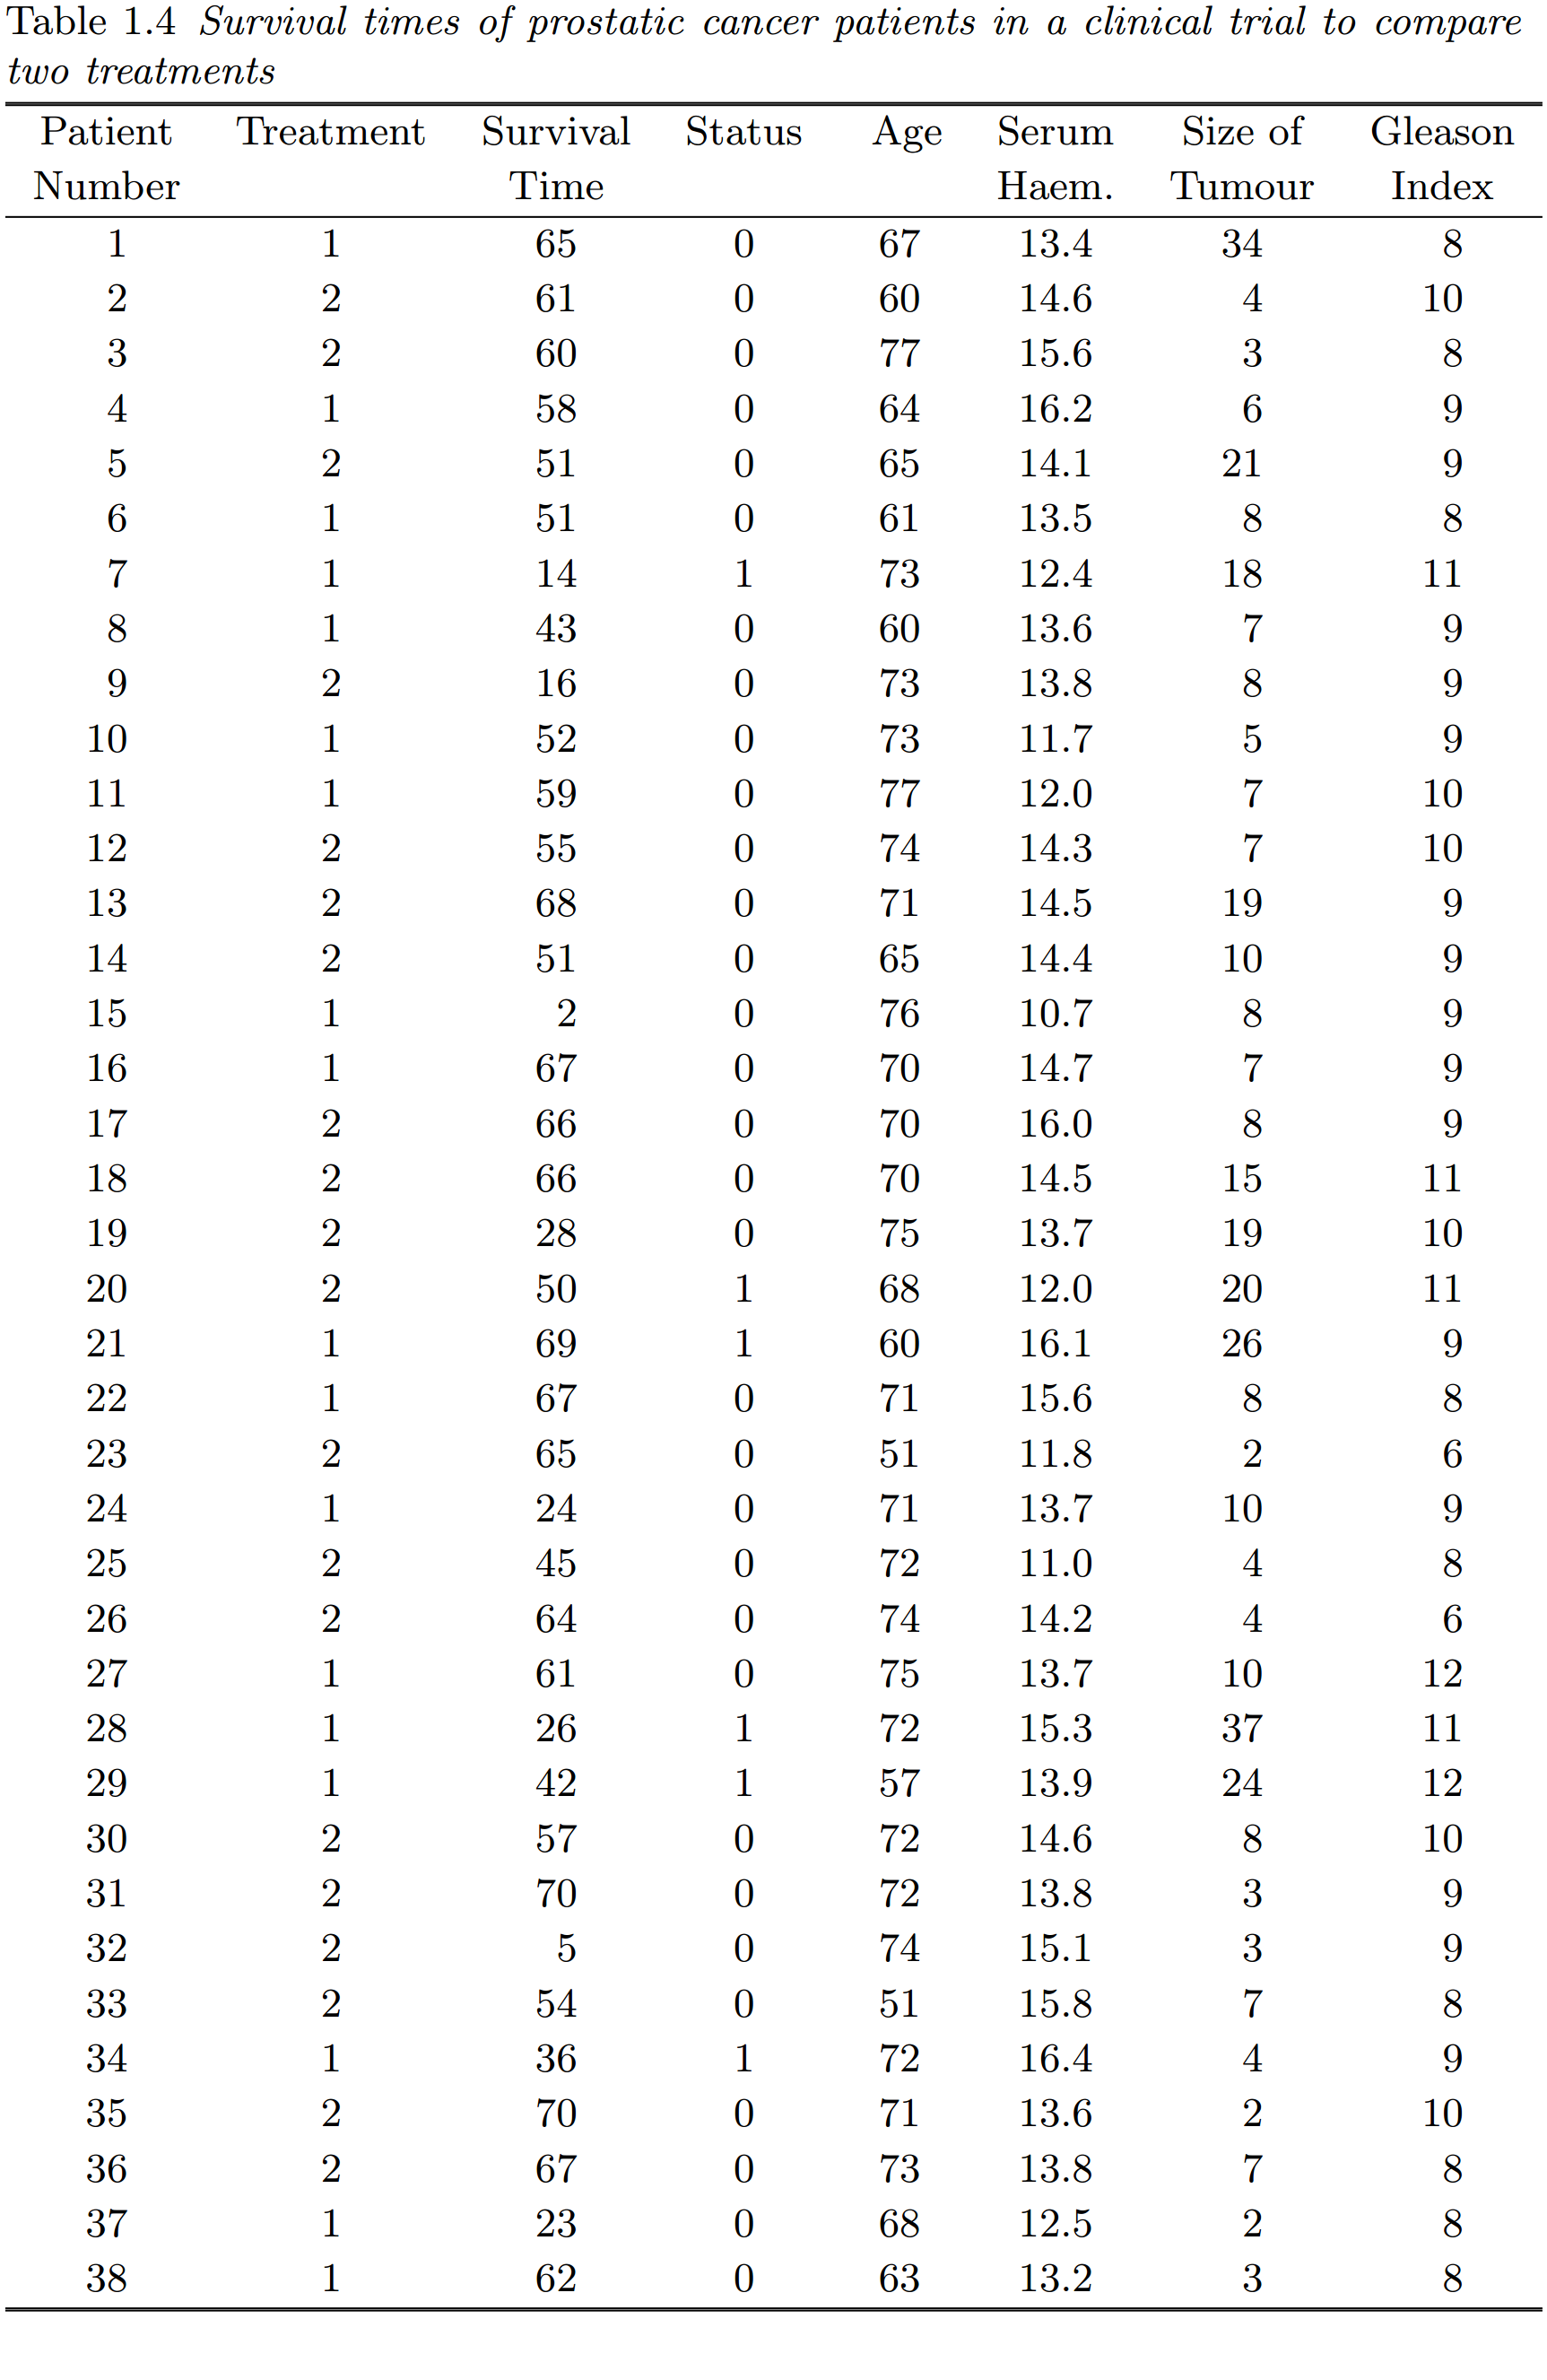 Table 1.4 Survival times of prostatic cancer patients in a clinical trial to compare
two treatments
Patient Treatment Survival Status Age Serum Size of Gleason
Number Time Haem. Tumour Index
1 1 65 0 67 13.4 34 8
2 2 61 0 60 14.6 4 10
3 2 60 0 77 15.6 3 8
4 1 58 0 64 16.2 6 9
5 2 51 0 65 14.1 21 9
6 1 51 0 61 13.5 8 8
7 1 14 1 73 12.4 18 11
8 1 43 0 60 13.6 7 9
9 2 16 0 73 13.8 8 9
10 1 52 0 73 11.7 5 9
11 1 59 0 77 12.0 7 10
12 2 55 0 74 14.3 7 10
13 2 68 0 71 14.5 19 9
14 2 51 0 65 14.4 10 9
15 1 2 0 76 10.7 8 9
16 1 67 0 70 14.7 7 9
17 2 66 0 70 16.0 8 9
18 2 66 0 70 14.5 15 11
19 2 28 0 75 13.7 19 10
20 2 50 1 68 12.0 20 11
21 1 69 1 60 16.1 26 9
22 1 67 0 71 15.6 8 8
23 2 65 0 51 11.8 2 6
24 1 24 0 71 13.7 10 9
25 2 45 0 72 11.0 4 8
26 2 64 0 74 14.2 4 6
27 1 61 0 75 13.7 10 12
28 1 26 1 72 15.3 37 11
29 1 42 1 57 13.9 24 12
30 2 57 0 72 14.6 8 10
31 2 70 0 72 13.8 3 9
32 2 5 0 74 15.1 3 9
33 2 54 0 51 15.8 7 8
34 1 36 1 72 16.4 4 9
35 2 70 0 71 13.6 2 10
36 2 67 0 73 13.8 7 8
37 1 23 0 68 12.5 2 8
38 1 62 0 63 13.2 3 8